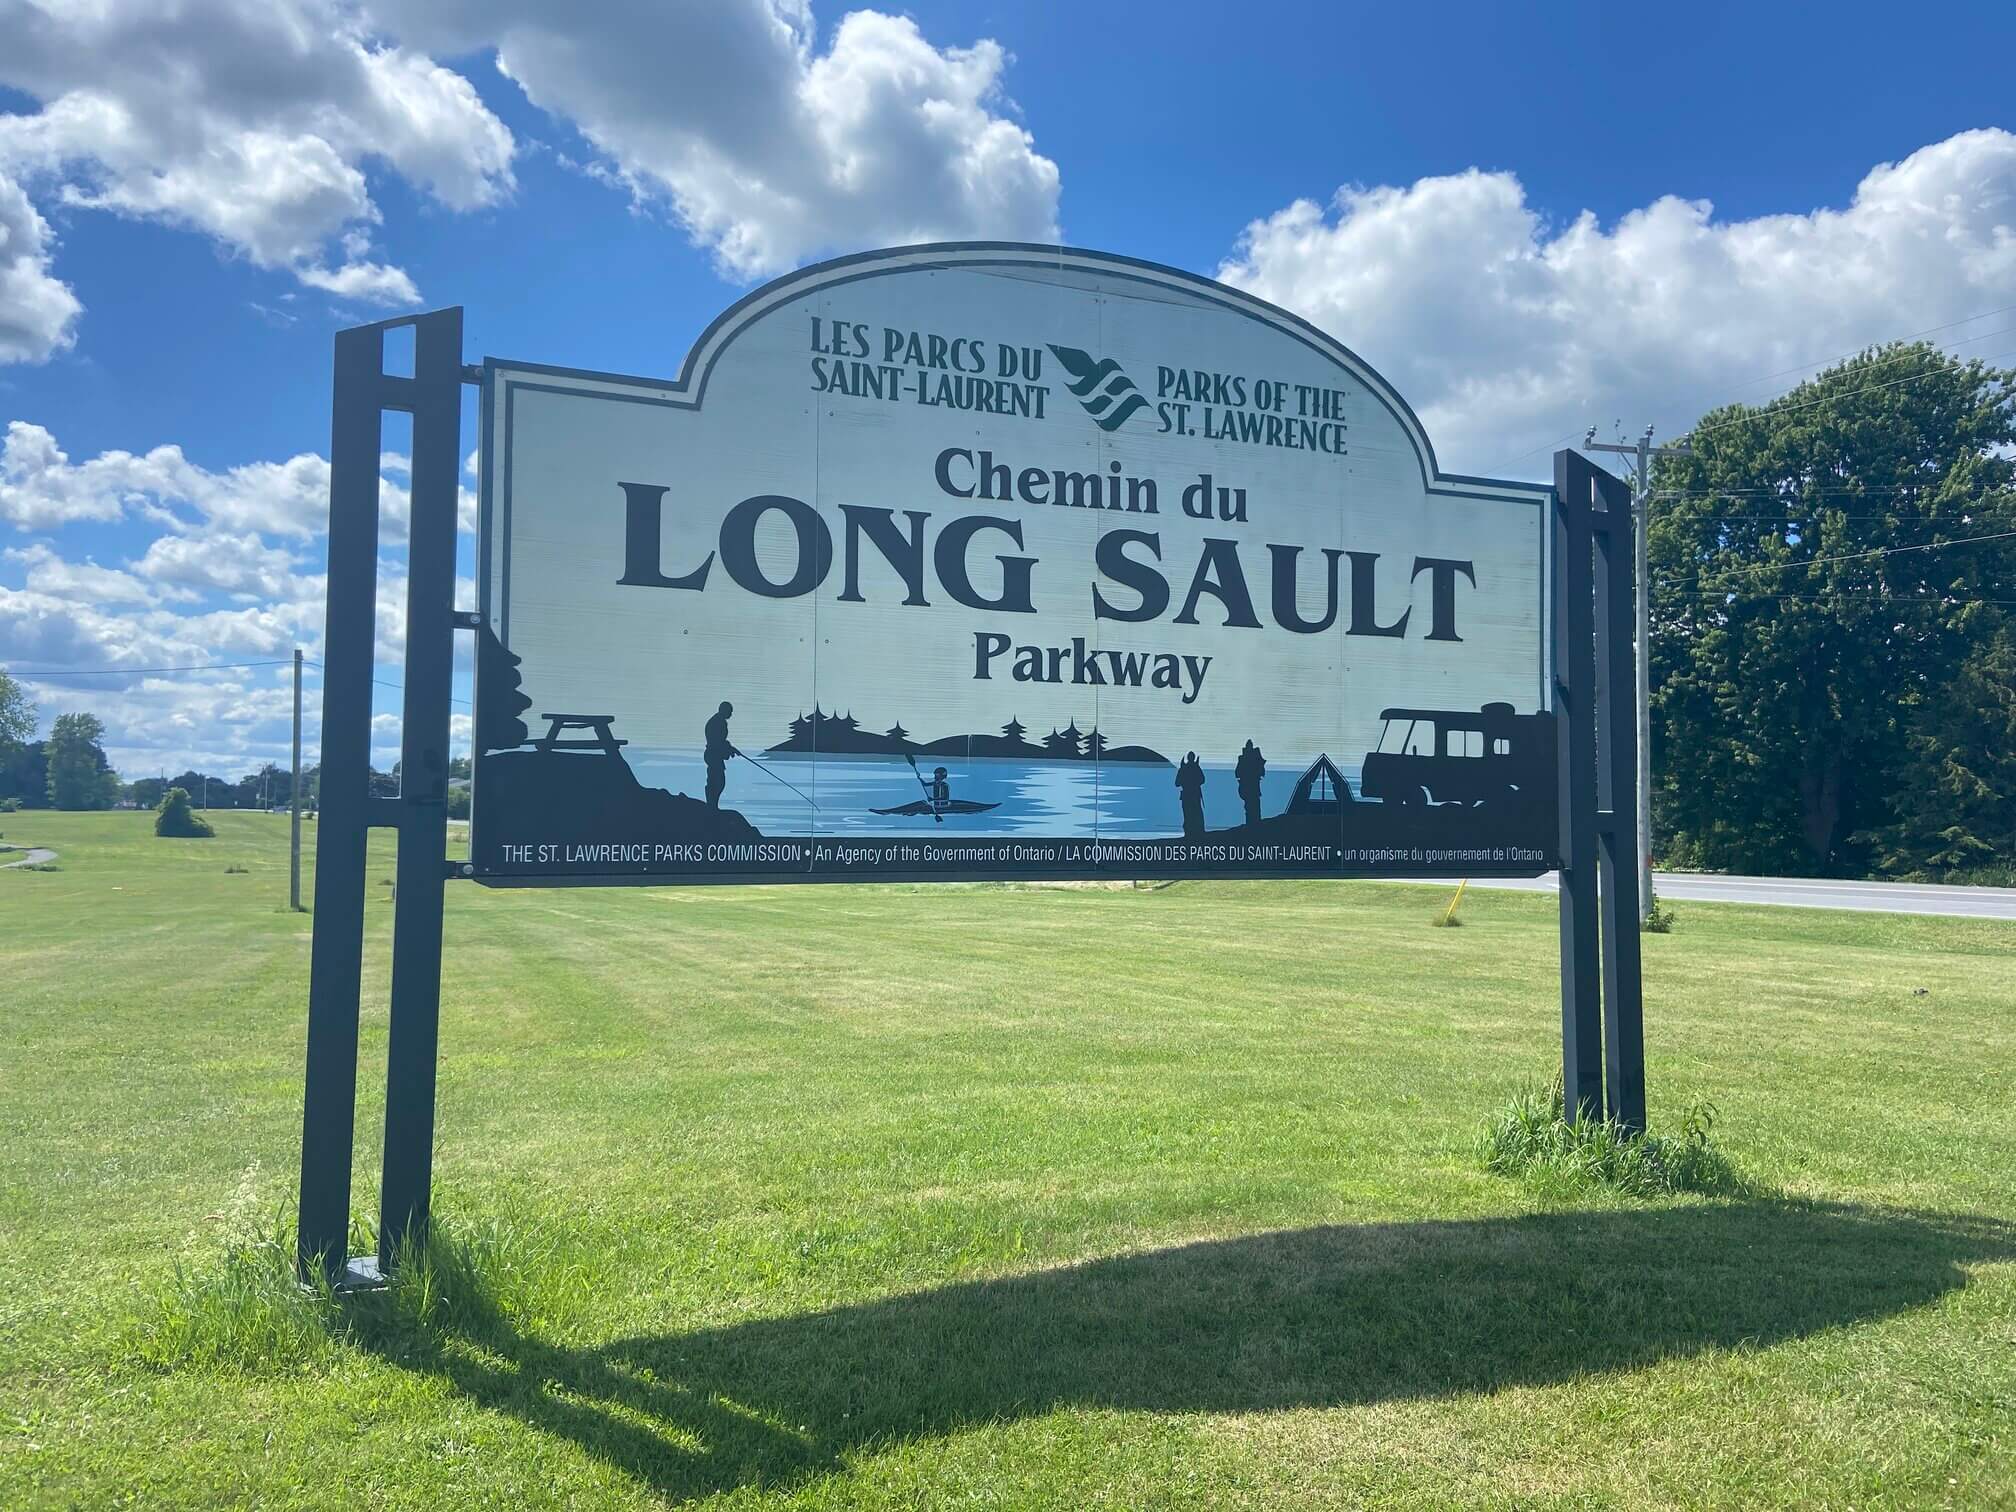 LES PARCS DU
SAINT-LAURENT
PARKS OF THE
ST. LAWRENCE
Chemin du
LONG SAULT
Parkway
THE ST. LAWRENCE PARKS COMMISSION • An Agency of the Government of Ontario / LA COMMISSION DES PARCS DU SAINT-LAURENT • un organisme du gouvernement de l'Ontario